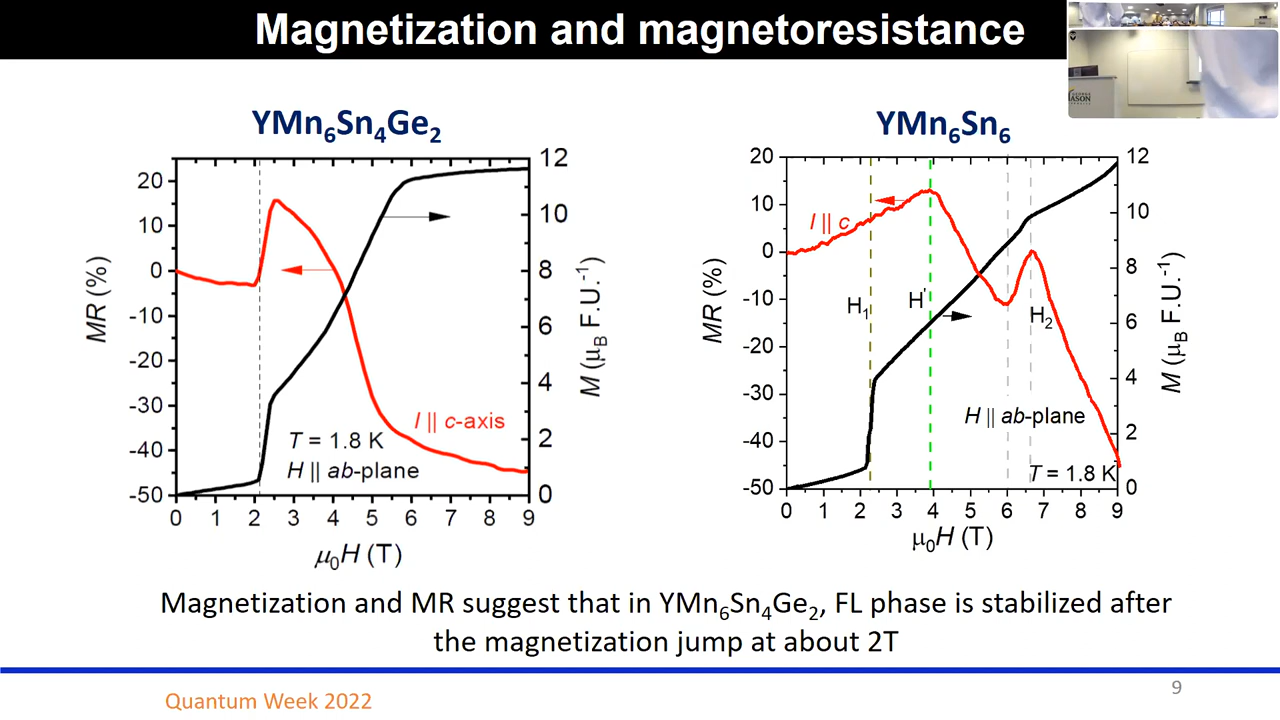 Magnetization and magnetoresistance
GEORGE
MASON
YMn6Sn4Ge2
YMn6Sn6
20
10
0
-10
-20
-30
-40
-50
MR (%)
12
10
8
6
4
2
0
M (μB F.U.-1)
I || c-axis
T = 1.8 K
H || ab-plane
0 1 2 3 4 5 6 7 8 9
μ0H (T)
20
10
0
-10
-20
-30
-40
-50
MR (%)
I || c
H1
H'
H2
H || ab-plane
T = 1.8 K
12
10
8
6
4
2
0
M (μB F.U.-1)
0 1 2 3 4 5 6 7 8 9
μ0H (T)
Magnetization and MR suggest that in YMn6Sn4Ge2, FL phase is stabilized after
the magnetization jump at about 2T
Quantum Week 2022
9